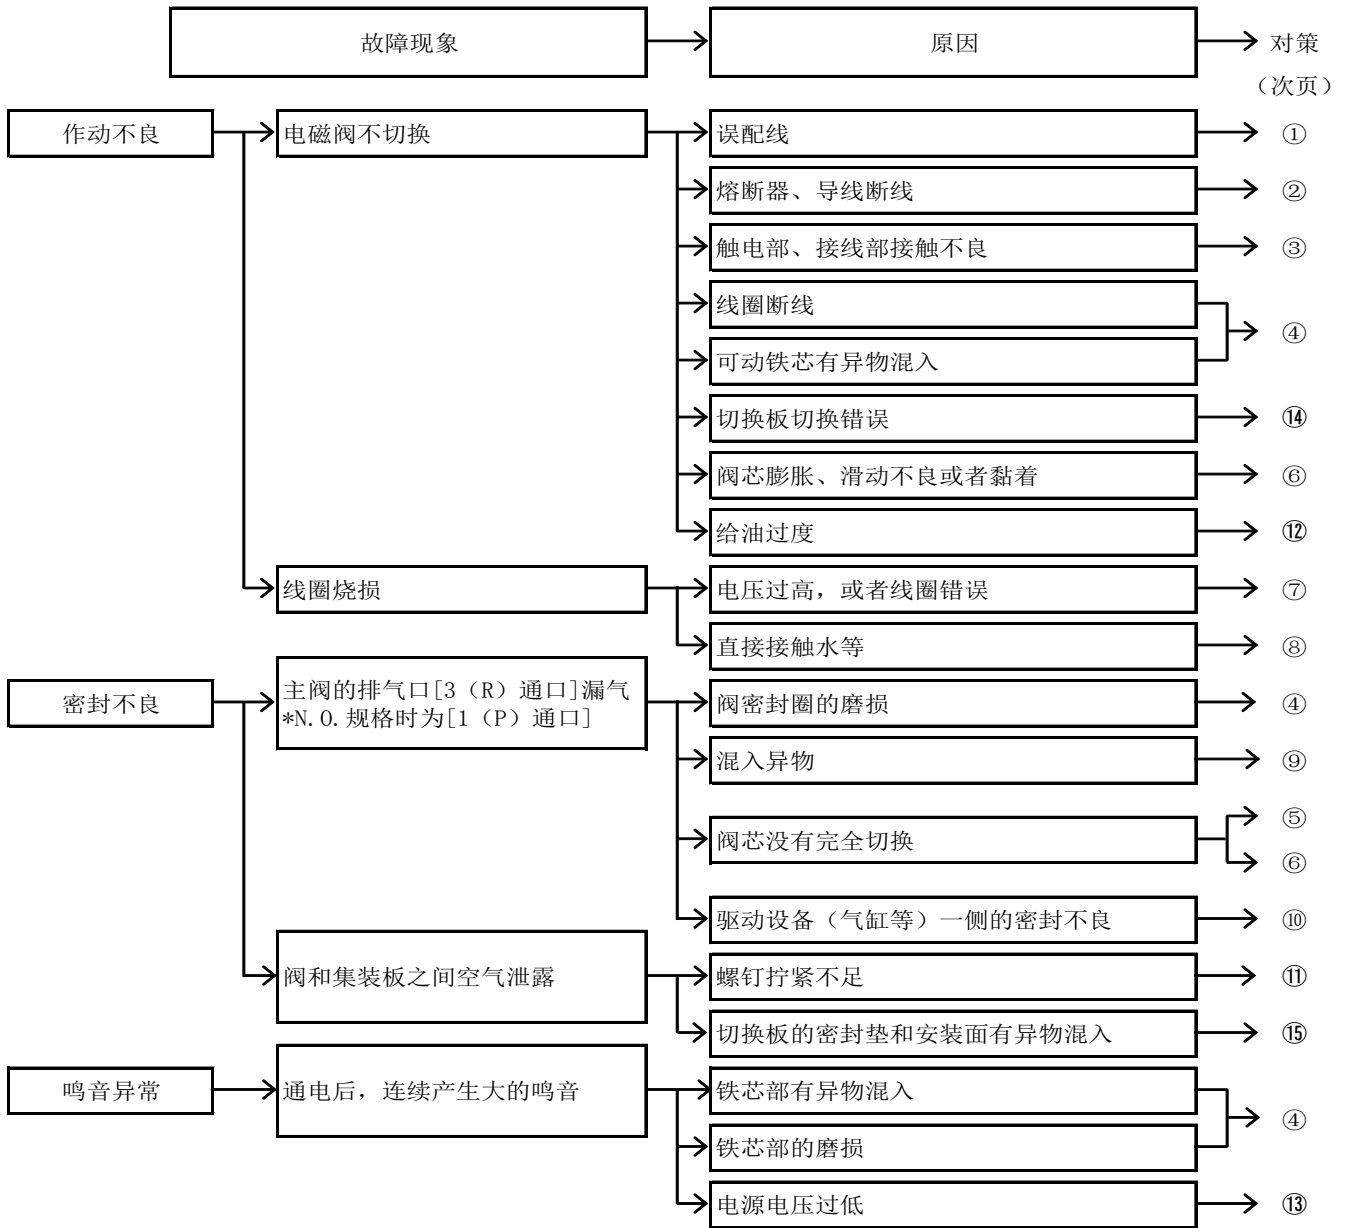 故障现象
原因
对策
（次页）
作动不良
电磁阀不切换
误配线
①
熔断器、导线断线
②
触电部、接线部接触不良
③
线圈断线
可动铁芯有异物混入
④
切换板切换错误
⑭
阀芯膨胀、滑动不良或者黏着
⑥
给油过度
⑫
线圈烧损
电压过高，或者线圈错误
⑦
直接接触水等
⑧
密封不良
主阀的排气口[3（R）通口]漏气
*N.O.规格时为[1（P）通口]
阀密封圈的磨损
④
混入异物
⑨
阀芯没有完全切换
⑤
⑥
驱动设备（气缸等）一侧的密封不良
⑩
阀和集装板之间空气泄露
螺钉拧紧不足
⑪
切换板的密封垫和安装面有异物混入
⑮
鸣音异常
通电后，连续产生大的鸣音
铁芯部有异物混入
铁芯部的磨损
④
电源电压过低
⑬